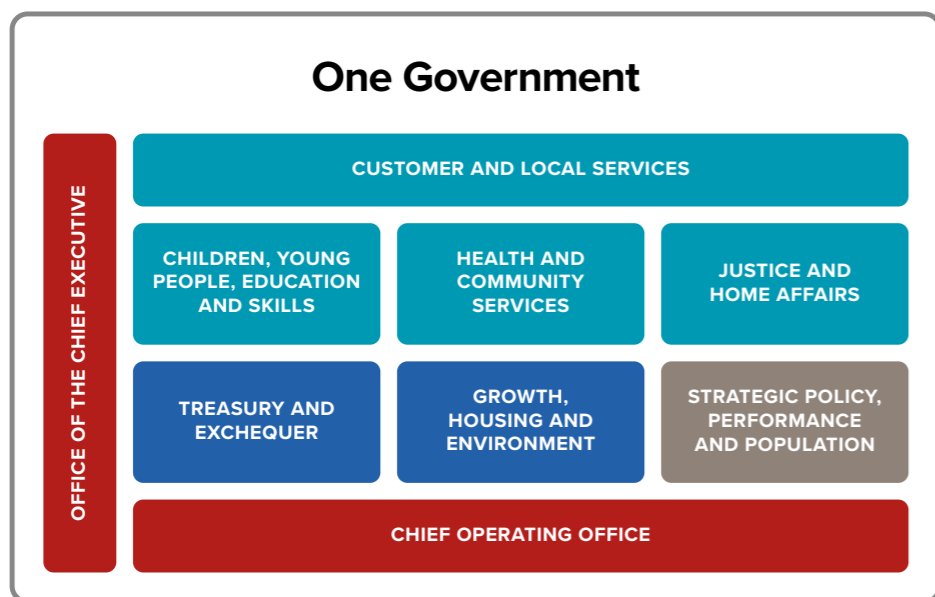 One Government
OFFICE OF THE CHIEF EXECUTIVE
CUSTOMER AND LOCAL SERVICES
CHILDREN, YOUNG
PEOPLE, EDUCATION
AND SKILLS
HEALTH AND
COMMUNITY
SERVICES
JUSTICE AND
HOME AFFAIRS
TREASURY AND
EXCHEQUER
GROWTH,
HOUSING AND
ENVIRONMENT
STRATEGIC POLICY,
PERFORMANCE
AND POPULATION
CHIEF OPERATING OFFICE